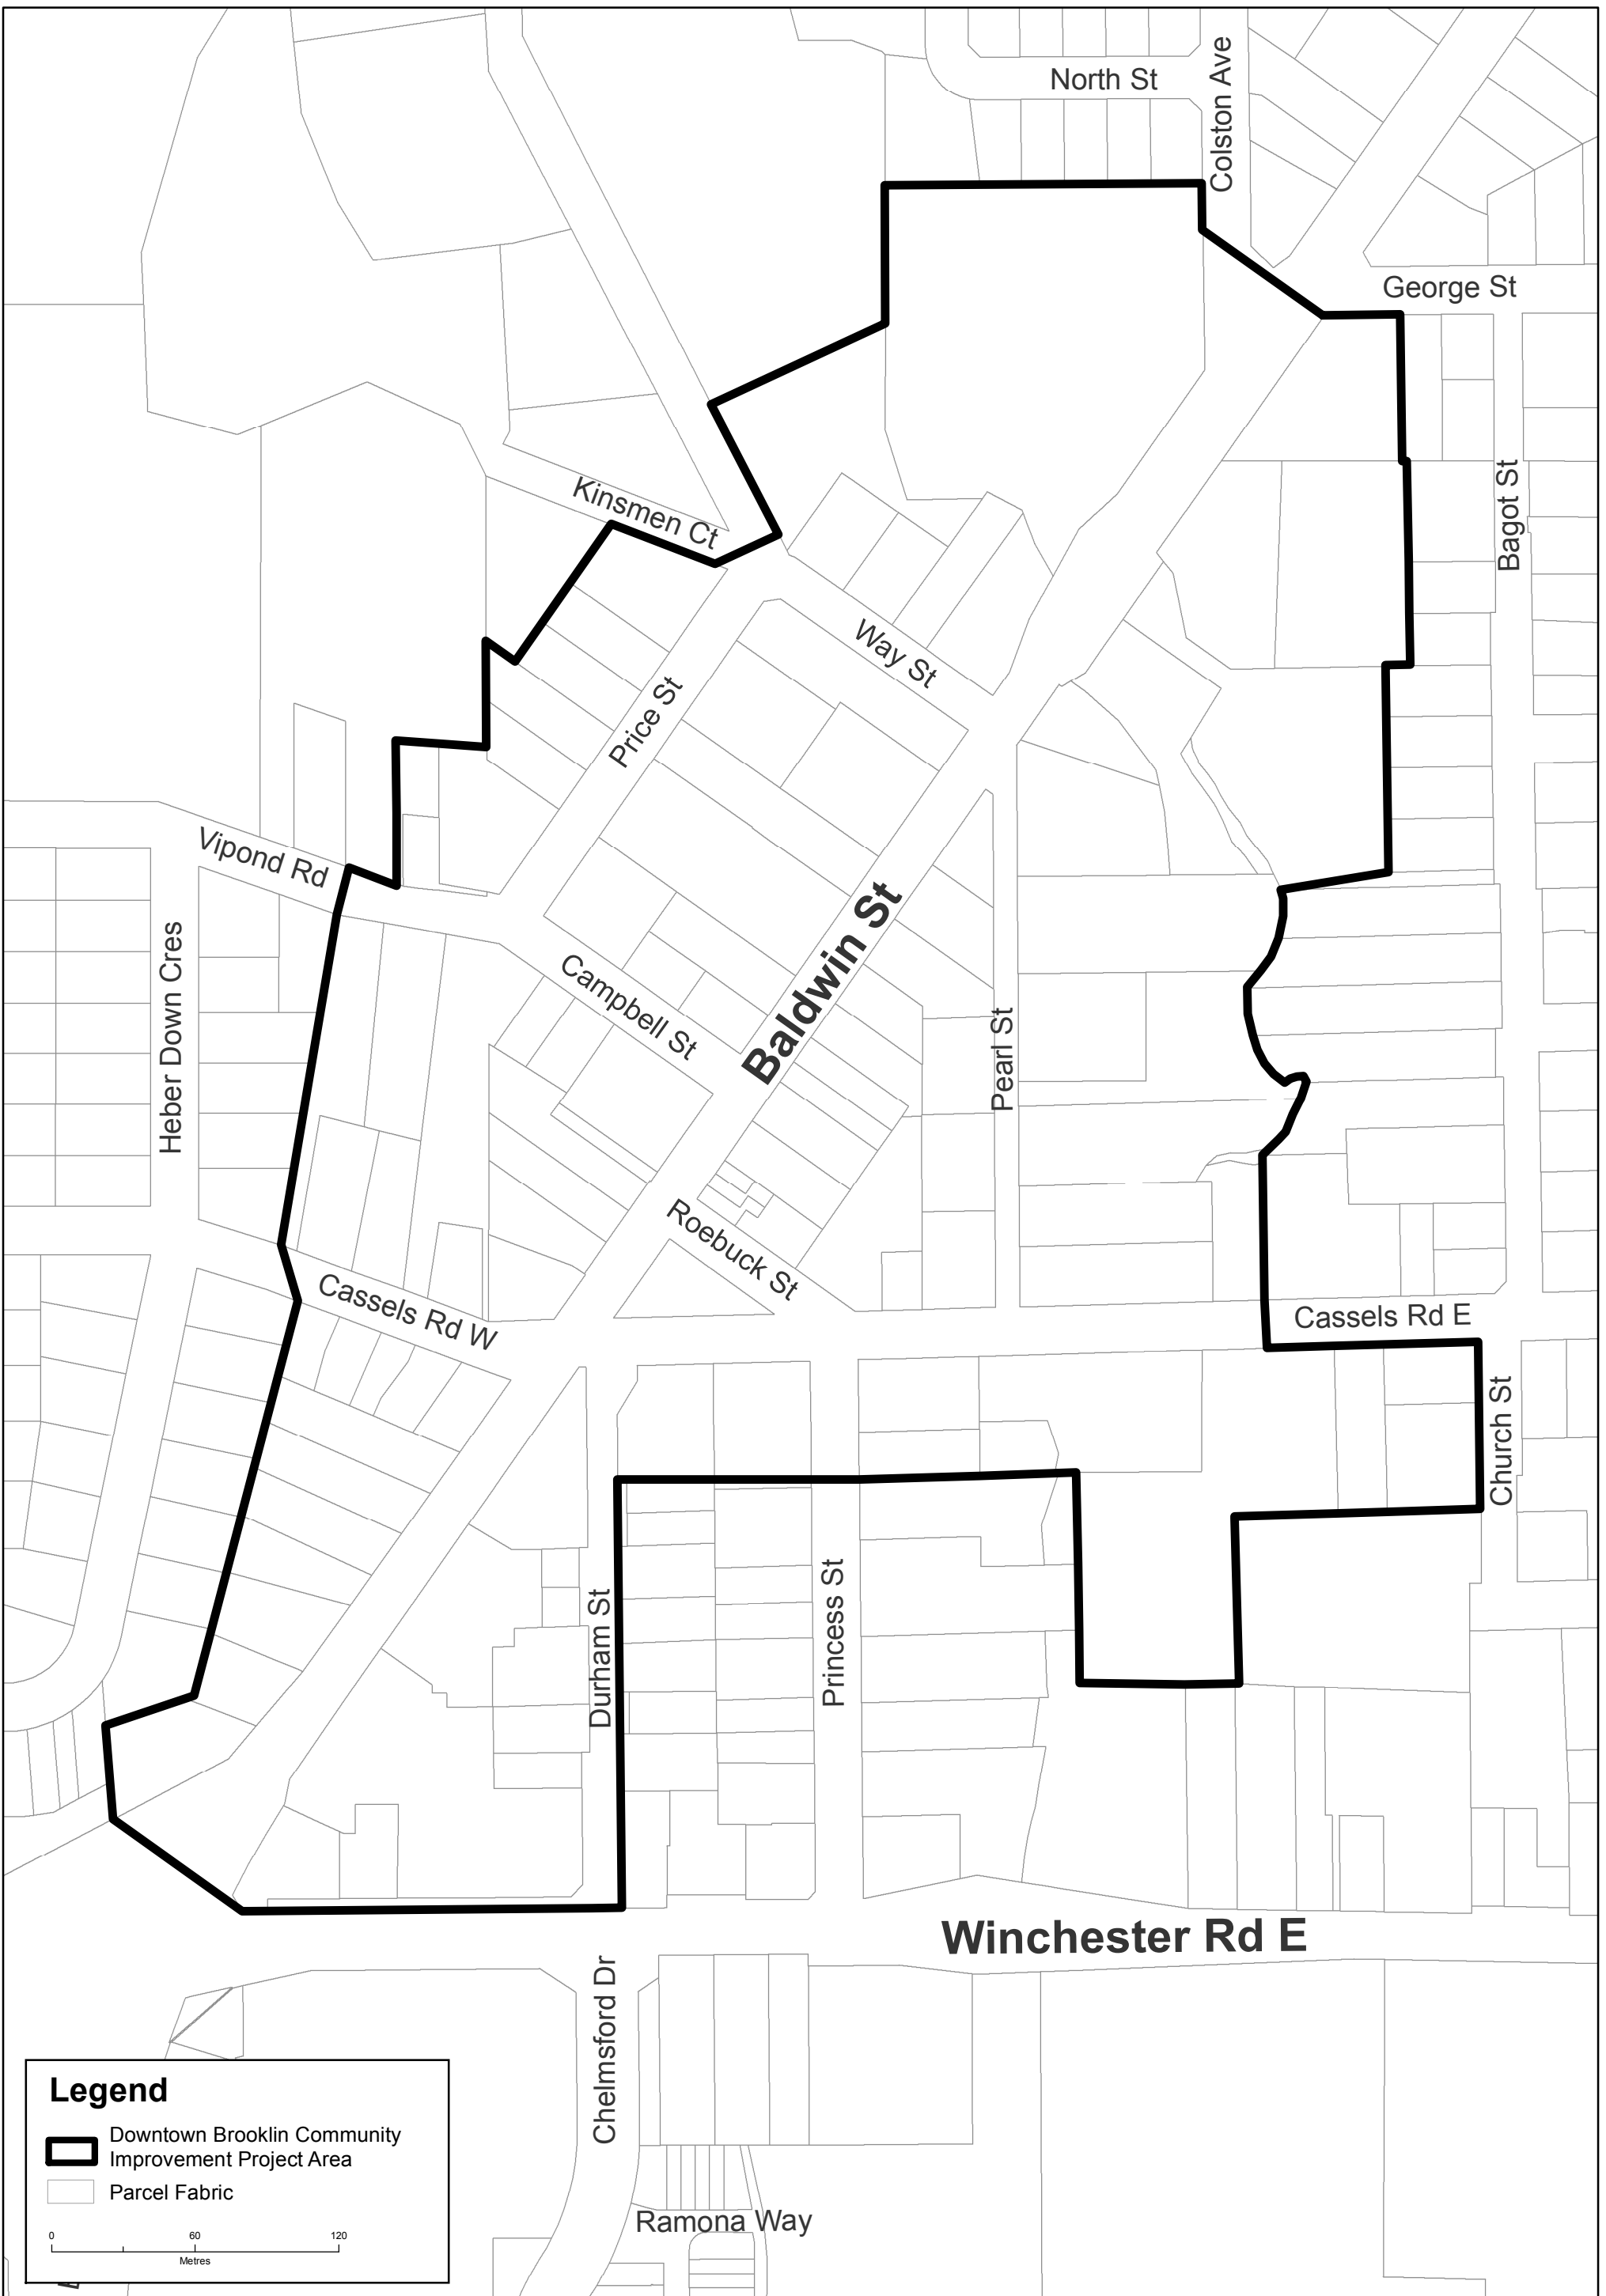 North St
Colston Ave
George St
Kinsmen Ct
Bagot St
Way St
Price St
Vipond Rd
Baldwin St
Heber Down Cres
Campbell St
Pearl St
Roebuck St
Cassels Rd W
Cassels Rd E
Church St
Durham St
Princess St
Winchester Rd E
Chelmsford Dr
Ramona Way
Legend
Downtown Brooklin Community
Improvement Project Area
Parcel Fabric
0 60 120
Metres